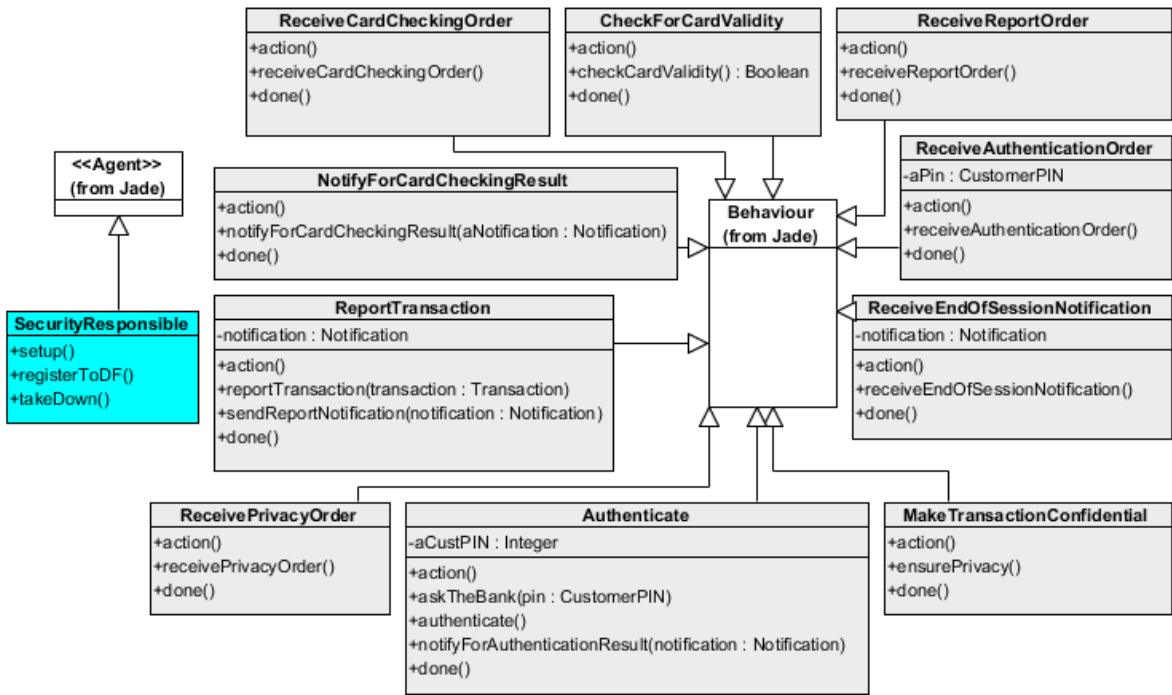 ReceiveCardCheckingOrder
+action()
+receiveCardCheckingOrder()
+done()
CheckForCardValidity
+action()
+checkCardValidity() : Boolean
+done()
ReceiveReportOrder
+action()
+receiveReportOrder()
+done()
<<Agent>>
(from Jade)
NotifyForCardCheckingResult
+action()
+notifyForCardCheckingResult(aNotification : Notification)
+done()
Behaviour
(from Jade)
ReceiveAuthenticationOrder
-aPin : CustomerPIN
+action()
+receiveAuthenticationOrder()
+done()
SecurityResponsible
+setup()
+registerToDF()
+takeDown()
ReportTransaction
-notification : Notification
+action()
+reportTransaction(transaction : Transaction)
+sendReportNotification(notification : Notification)
+done()
ReceiveEndOfSessionNotification
-notification : Notification
+action()
+receiveEndOfSessionNotification()
+done()
ReceivePrivacyOrder
+action()
+receivePrivacyOrder()
+done()
Authenticate
-aCustPIN : Integer
+action()
+askTheBank(pin : CustomerPIN)
+authenticate()
+notifyForAuthenticationResult(notification : Notification)
+done()
MakeTransactionConfidential
+action()
+ensurePrivacy()
+done()